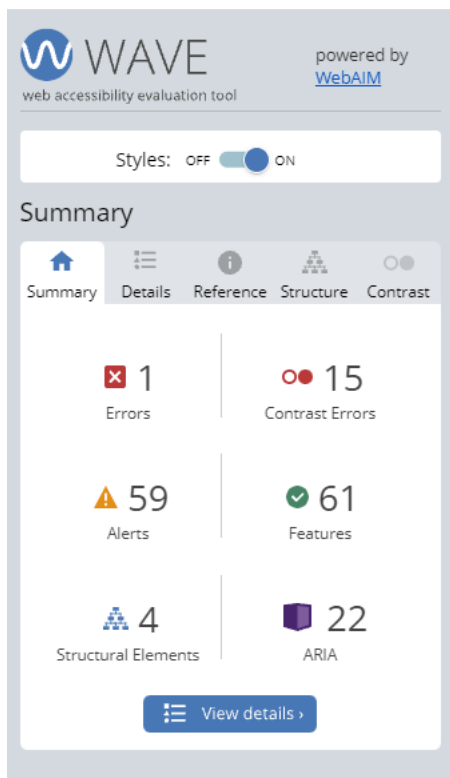 WAVE
web accessibility evaluation tool
powered by
WebAIM
Styles: OFF ON
Summary
Summary Details Reference Structure Contrast
1 15
Errors Contrast Errors
59 61
Alerts Features
4 22
Structural Elements ARIA
View details ›